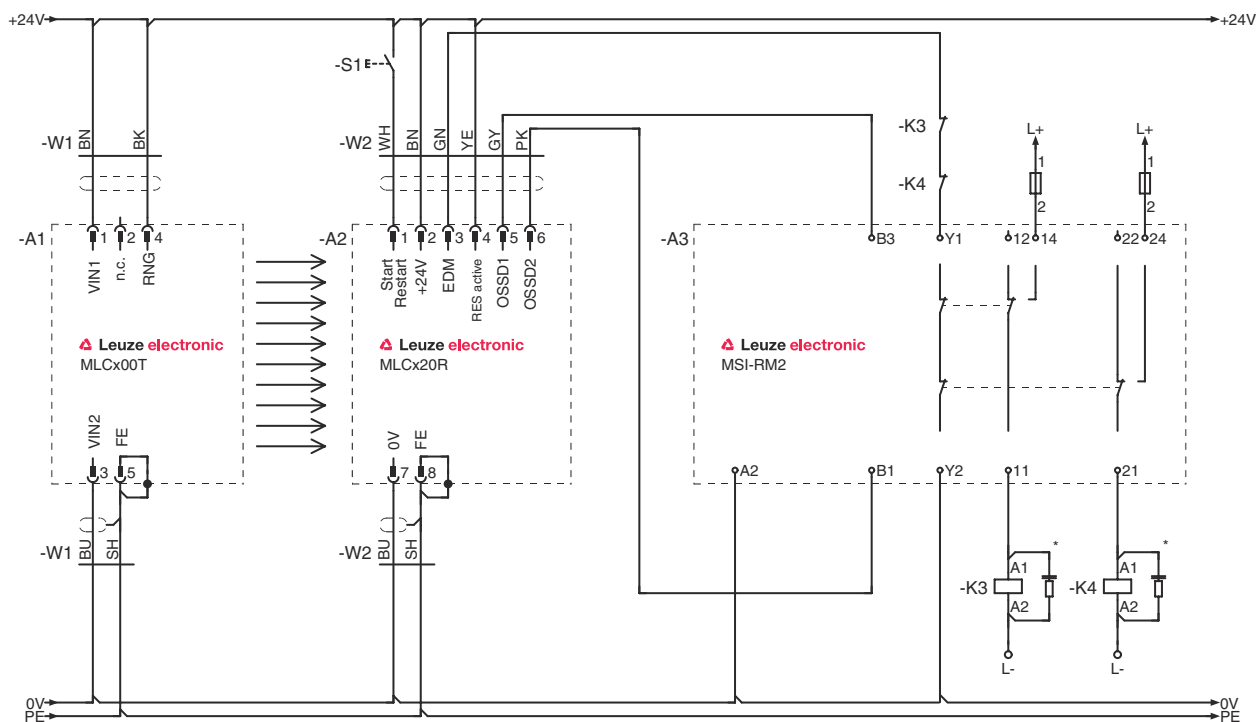 +24V +24V
-S1 E
-W1 BN BK -W2 WH BN GN YE GY PK -K3
L+ L+
1 1
-K4
2 2
-A1 1 2 4 -A2 1 2 3 4 5 6 -A3 B3 Y1 12 14 22 24
VIN1 n.c. RNG Start Restart +24V EDM RES active OSSD1 OSSD2
Leuze electronic Leuze electronic Leuze electronic
MLCx00T MLCx20R MSI-RM2
VIN2 FE 0V FE
3 5 7 8 A2 B1 Y2 11 21
-W1 BU SH -W2 BU SH
* *
A1 A1
-K3 -K4
A2 A2
L- L-
0V 0V
PE PE